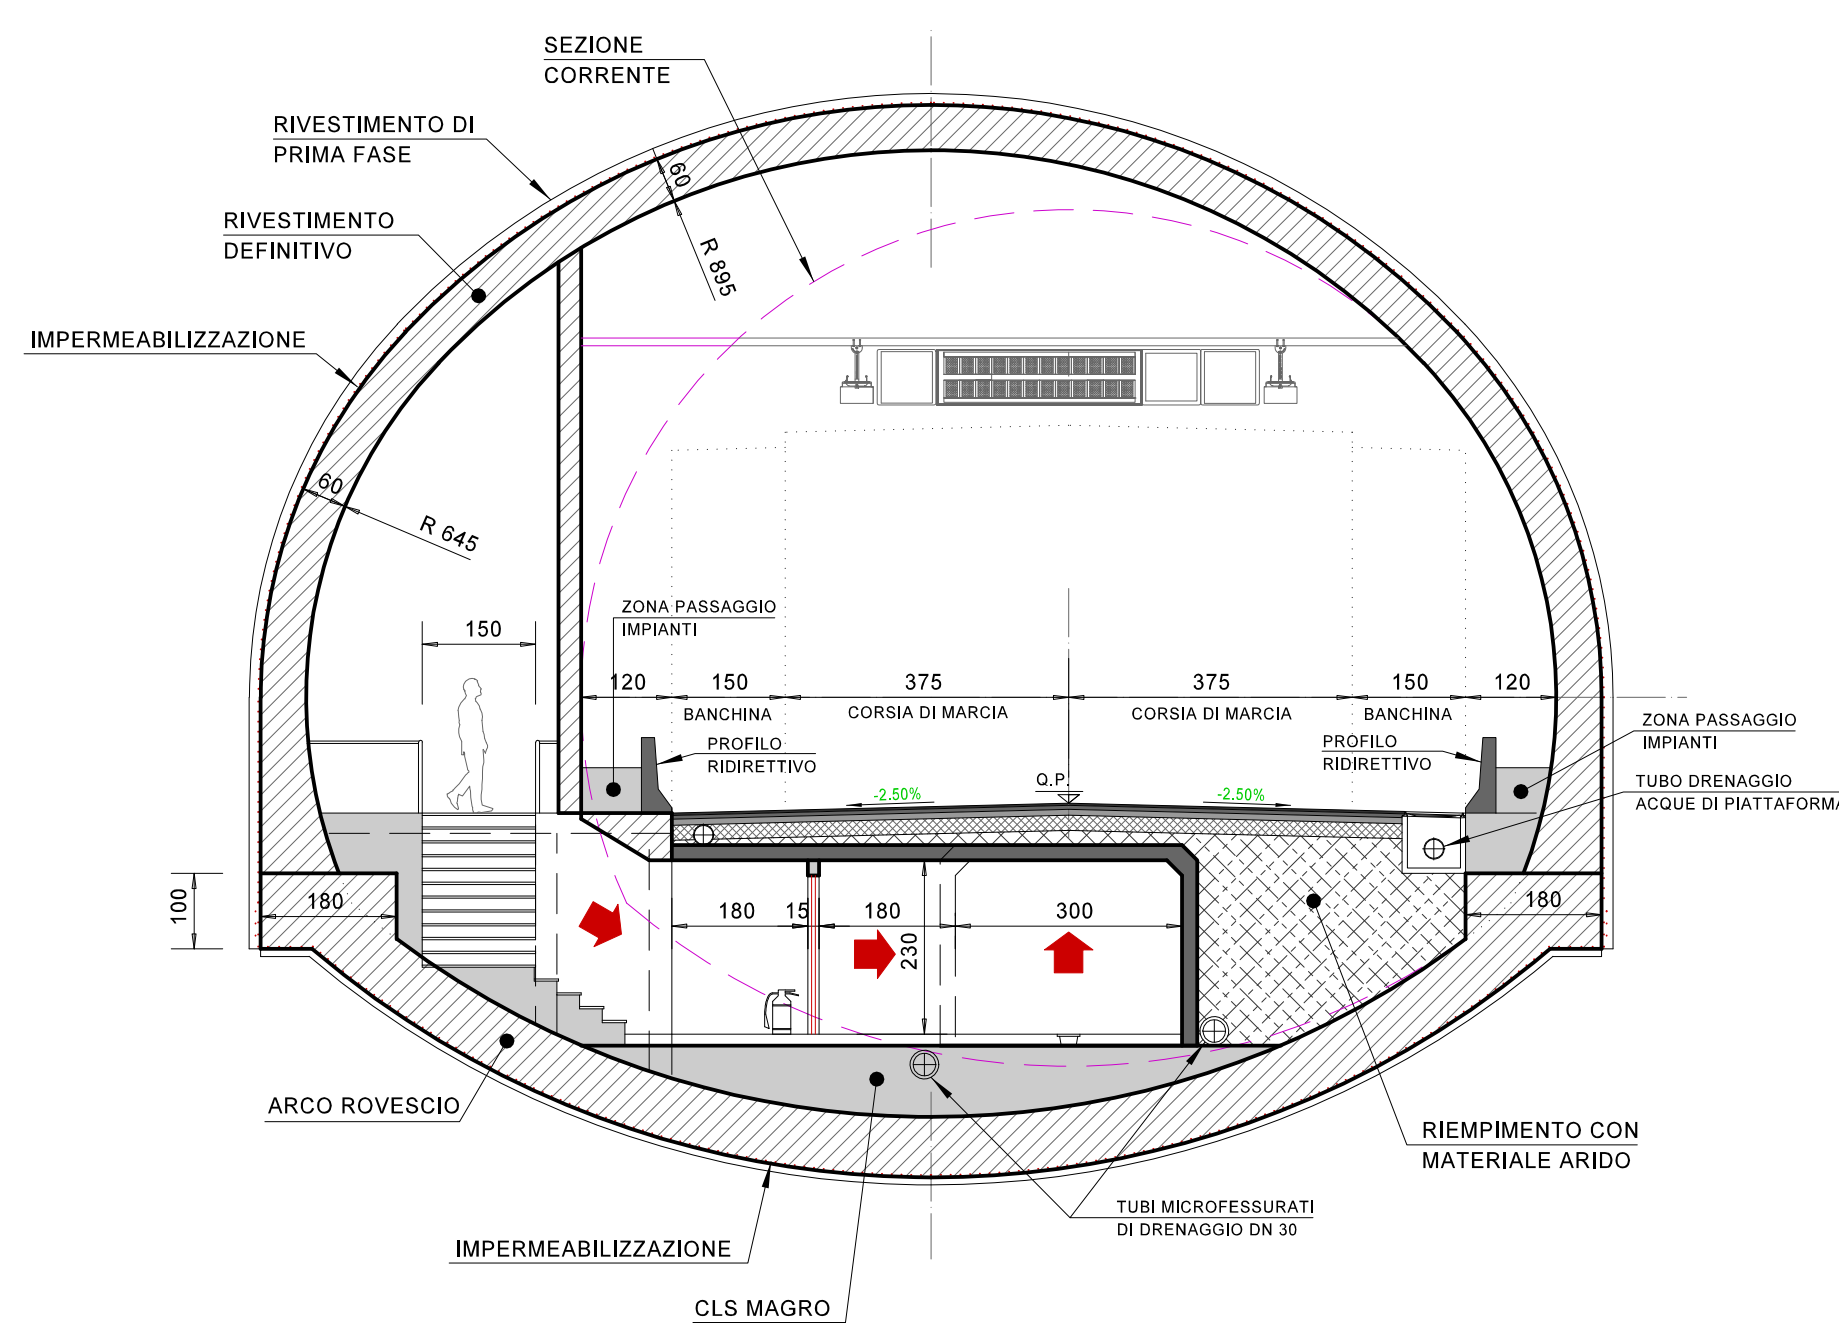 SEZIONE
CORRENTE
RIVESTIMENTO DI
PRIMA FASE
60
RIVESTIMENTO
DEFINITIVO
R 895
IMPERMEABILIZZAZIONE
60
R 645
ZONA PASSAGGIO
IMPIANTI
150
120
150
375
375
150
120
BANCHINA
CORSIA DI MARCIA
CORSIA DI MARCIA
BANCHINA
ZONA PASSAGGIO
IMPIANTI
PROFILO
RIDIRETTIVO
PROFILO
RIDIRETTIVO
Q.P.
TUBO DRENAGGIO
ACQUE DI PIATTAFORMA
-2.50%
-2.50%
100
180
180
15
180
230
300
180
ARCO ROVESCIO
RIEMPIMENTO CON
MATERIALE ARIDO
TUBI MICROFESSURATI
DI DRENAGGIO DN 30
IMPERMEABILIZZAZIONE
CLS MAGRO